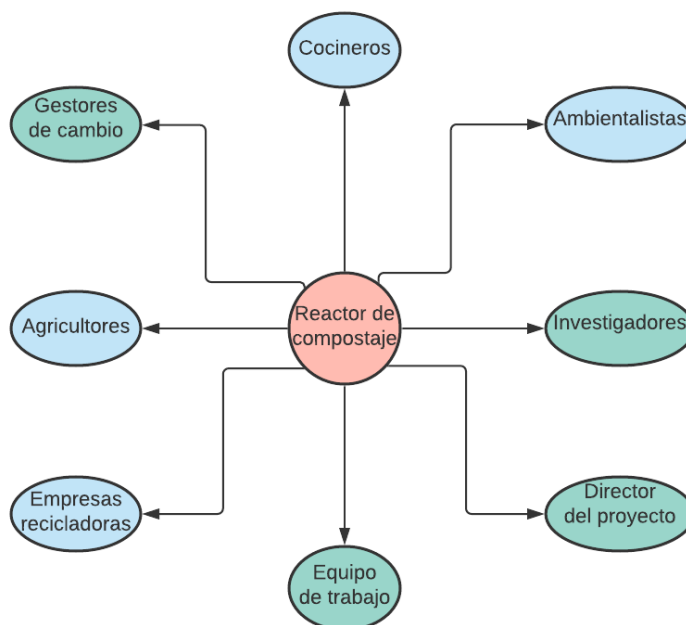 Cocineros
Gestores
de cambio
Ambientalistas
Reactor de
compostaje
Agricultores
Investigadores
Empresas
recicladoras
Director
del proyecto
Equipo
de trabajo